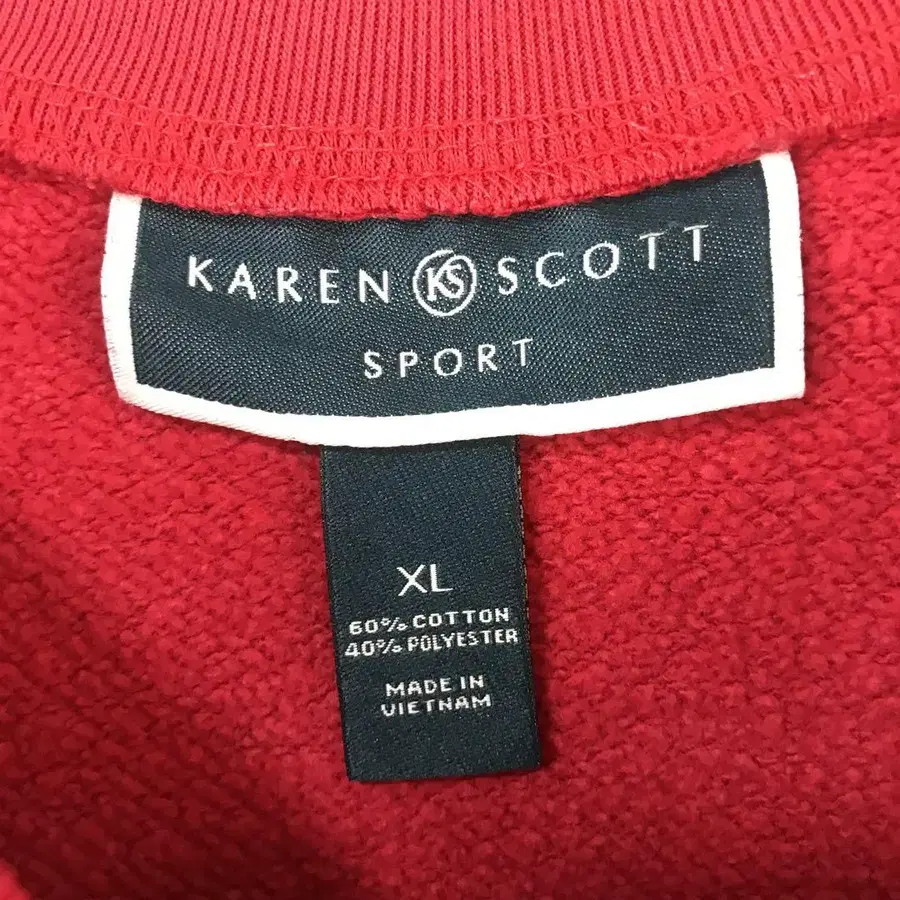 KAREN KS SCOTT
SPORT
XL
60% COTTON
40% POLYESTER
MADE IN
VIETNAM